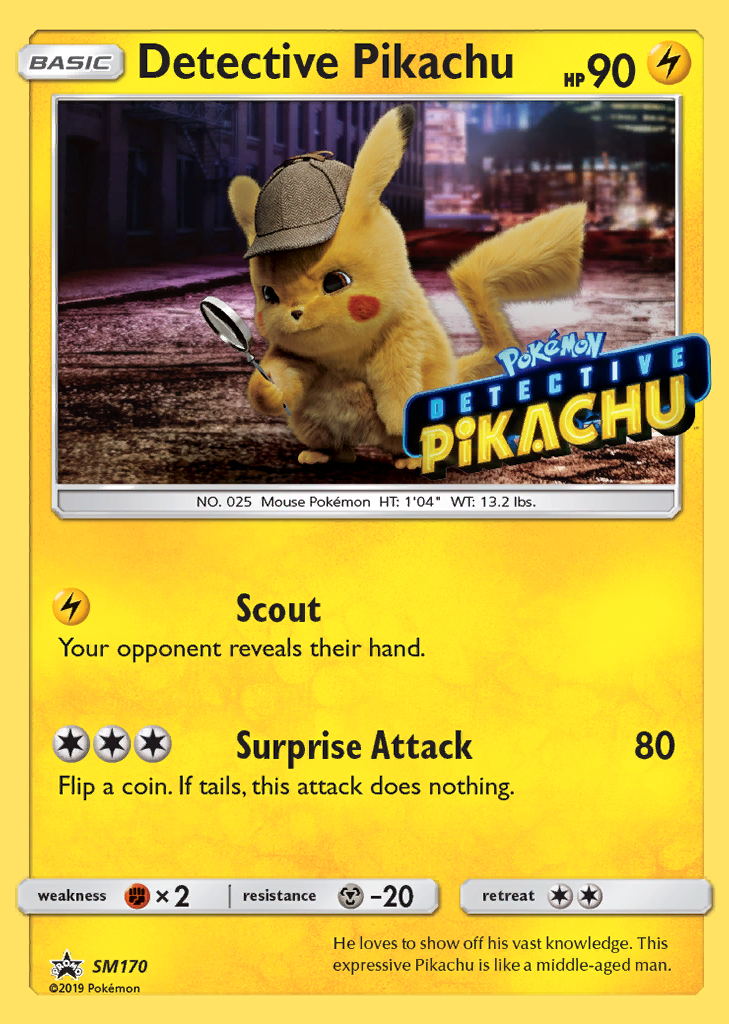 BASIC Detective Pikachu HP 90
POKéMON
DETECTIVE
PiKACHU
NO. 025 Mouse Pokémon HT: 1'04" WT: 13.2 lbs.
Scout
Your opponent reveals their hand.
Surprise Attack 80
Flip a coin. If tails, this attack does nothing.
weakness ×2 resistance -20 retreat
He loves to show off his vast knowledge. This
expressive Pikachu is like a middle-aged man.
PROMO SM170
©2019 Pokémon